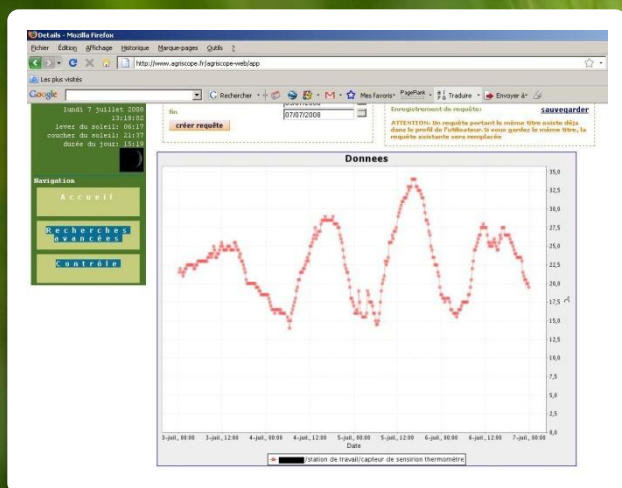 Details - Mozilla Firefox
Fichier Édition Affichage Historique Marque-pages Outils ?
http://www.agriscope.fr/agriscope-web/app
Les plus visités
Google Rechercher Mes favoris PageRank Traduire Envoyer à
lundi 7 juillet 2008
13:18:02
lever du soleil: 06:17
coucher du soleil: 21:37
durée du jour: 15:19
Navigation
Accueil
Recherches
avancées
Contrôle
fin 07/07/2008
créer requête
Enregistrement de requête: sauvegarder
ATTENTION: Un requête portant le même titre existe déja
dans le profil de l'utilisateur. Si vous gardez le même titre, la
requête existante sera remplacée
Donnees
35,0
32,5
30,0
27,5
25,0
22,5
20,0
17,5
15,0
12,5
10,0
7,5
5,0
2,5
0,0
3-juil., 00:00 3-juil., 12:00 4-juil., 00:00 4-juil., 12:00 5-juil., 00:00 5-juil., 12:00 6-juil., 00:00 6-juil., 12:00 7-juil., 00:00
Date
/station de travail/capteur de sensirion thermomètre